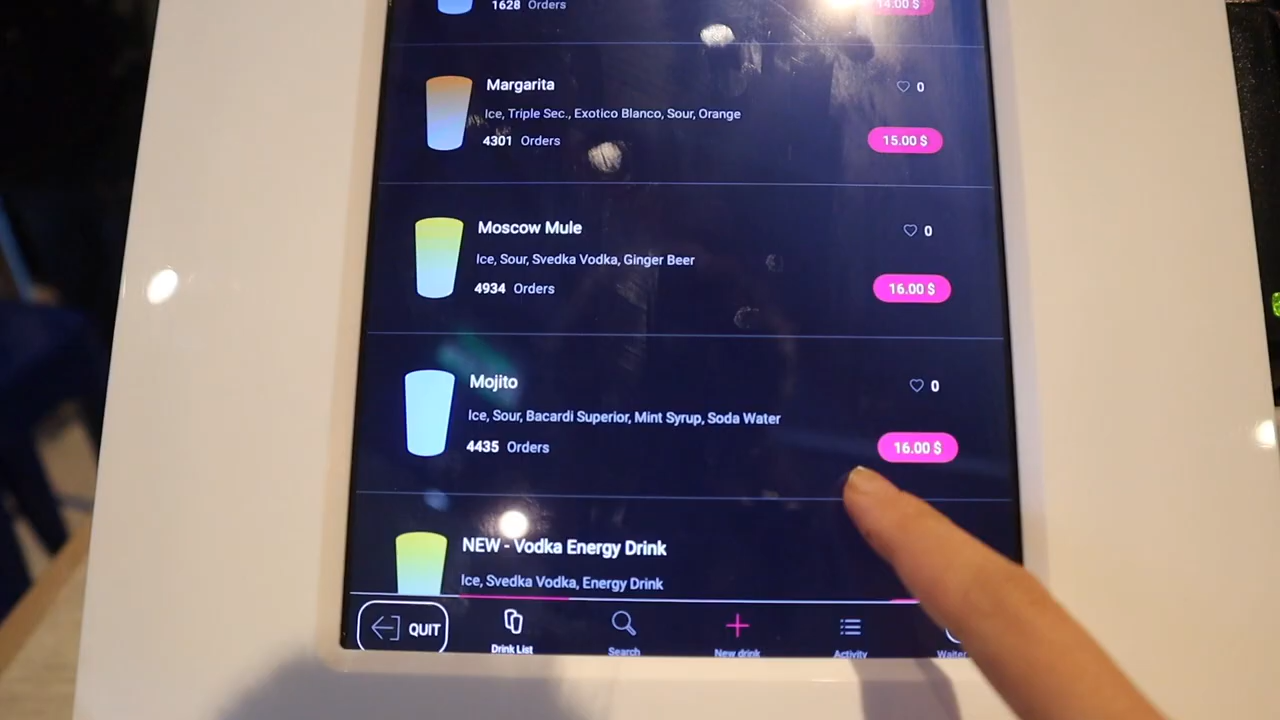 1628 Orders
14.00 $
Margarita
0
Ice, Triple Sec., Exotico Blanco, Sour, Orange
4301 Orders
15.00 $
Moscow Mule
0
Ice, Sour, Svedka Vodka, Ginger Beer
4934 Orders
16.00 $
Mojito
0
Ice, Sour, Bacardi Superior, Mint Syrup, Soda Water
4435 Orders
16.00 $
NEW - Vodka Energy Drink
Ice, Svedka Vodka, Energy Drink
QUIT
Drink List
Search
New drink
Activity
Waiter